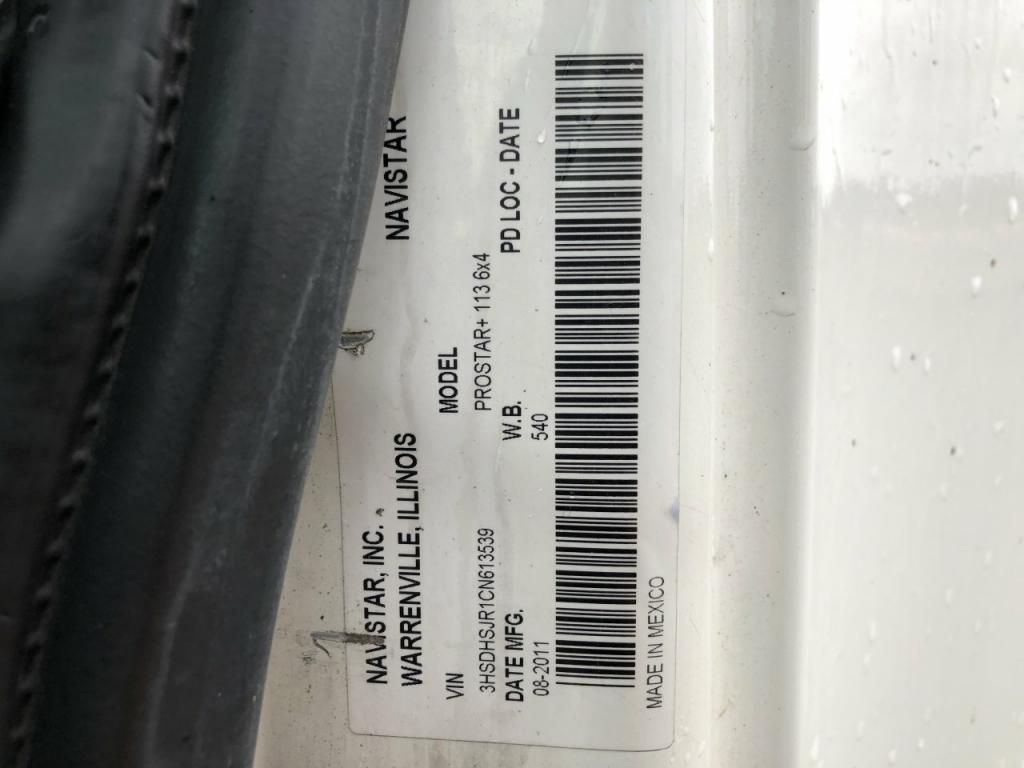 NAVISTAR, INC. NAVISTAR
WARRENVILLE, ILLINOIS
VIN MODEL
3HSDHSJR1CN613539 PROSTAR+ 113 6x4
DATE MFG. W.B. PD LOC - DATE
08-2011 540
MADE IN MEXICO